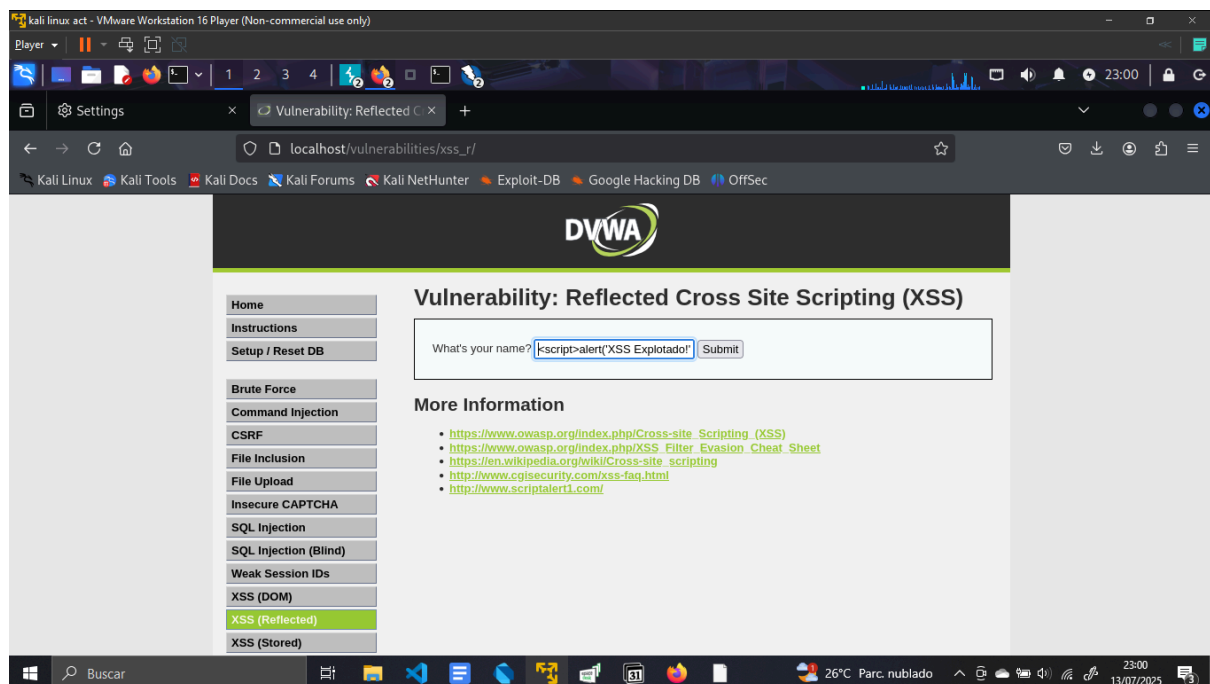 kali linux act - VMware Workstation 16 Player (Non-commercial use only)
Player
1 2 3 4
23:00
Settings
Vulnerability: Reflected C
localhost/vulnerabilities/xss_r/
Kali Linux Kali Tools Kali Docs Kali Forums Kali NetHunter Exploit-DB Google Hacking DB OffSec
DVWA
Home
Instructions
Setup / Reset DB
Brute Force
Command Injection
CSRF
File Inclusion
File Upload
Insecure CAPTCHA
SQL Injection
SQL Injection (Blind)
Weak Session IDs
XSS (DOM)
XSS (Reflected)
XSS (Stored)
Vulnerability: Reflected Cross Site Scripting (XSS)
What's your name? <script>alert('XSS Explotado!' Submit
More Information
https://www.owasp.org/index.php/Cross-site_Scripting_(XSS)
https://www.owasp.org/index.php/XSS_Filter_Evasion_Cheat_Sheet
https://en.wikipedia.org/wiki/Cross-site_scripting
http://www.cgisecurity.com/xss-faq.html
http://www.scriptalert1.com/
Buscar
26°C Parc. nublado
23:00
13/07/2025